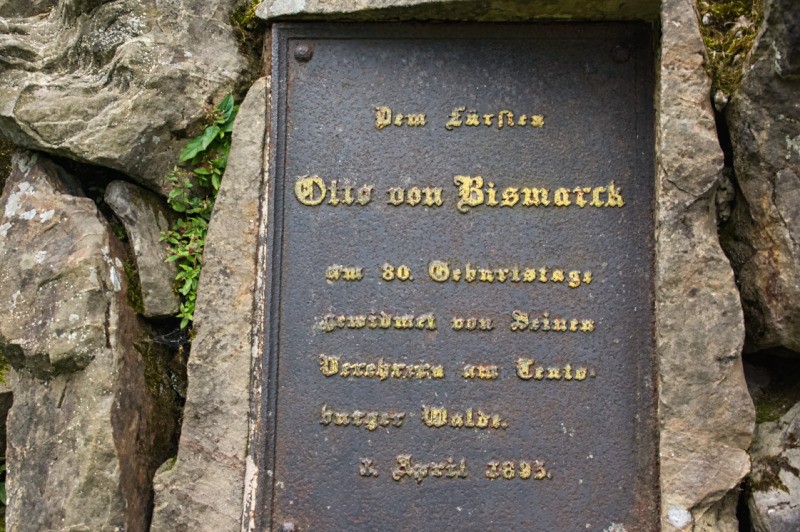 Dem Fürsten
Otto von Bismarck
am 80. Geburtstage
gewidmet von Seinen
Verehrern am Teuto-
burger Walde.
1. April 1895.